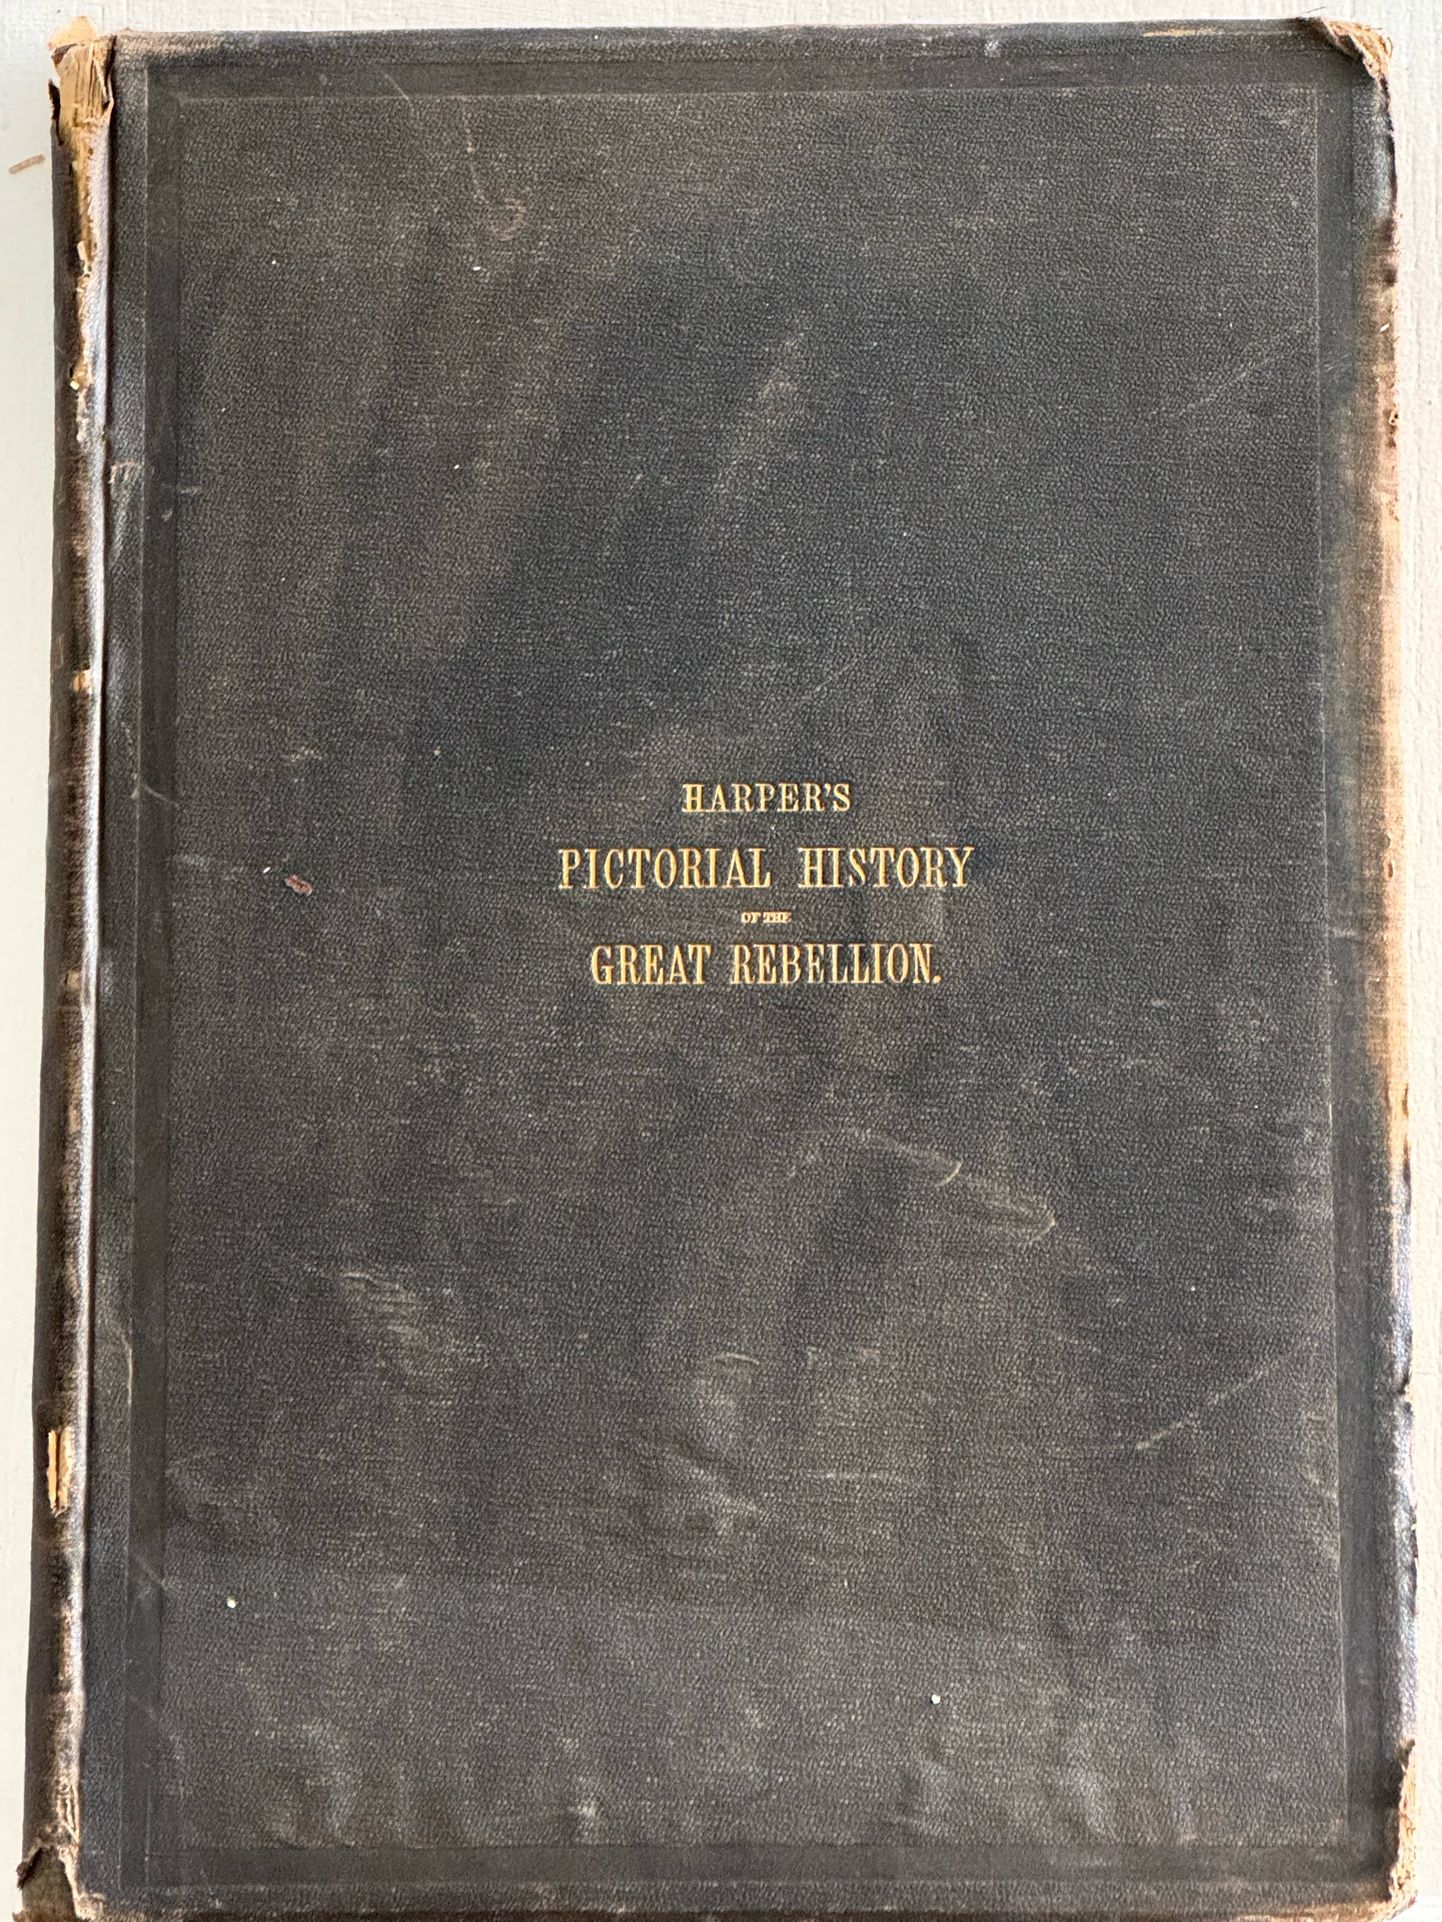 HARPER'S
PICTORIAL HISTORY
OF THE
GREAT REBELLION.